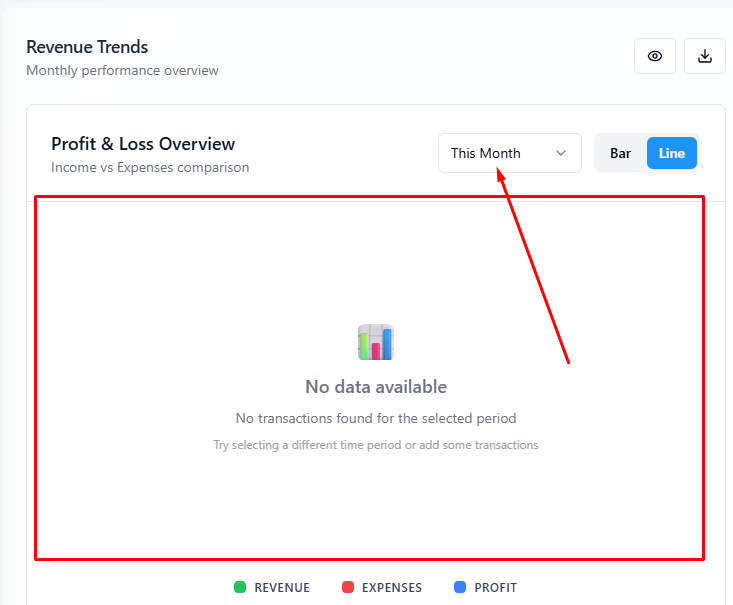 Revenue Trends
Monthly performance overview
Profit & Loss Overview
Income vs Expenses comparison
This Month
Bar
Line
No data available
No transactions found for the selected period
Try selecting a different time period or add some transactions
REVENUE
EXPENSES
PROFIT